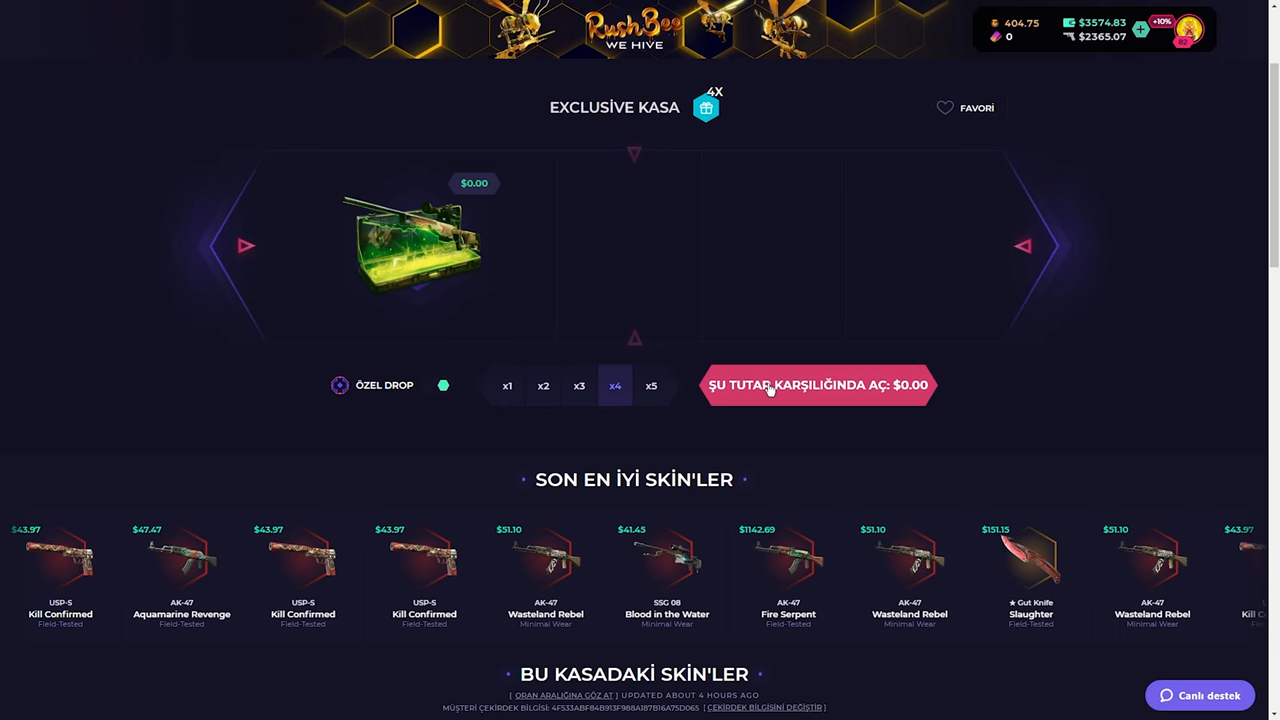 RushBee
WE HIVE
404.75
$3574.83
+10%
0
$2365.07
82
EXCLUSİVE KASA
4X
FAVORİ
$0.00
ÖZEL DROP
x1
x2
x3
x4
x5
ŞU TUTAR KARŞILIĞINDA AÇ: $0.00
SON EN İYİ SKİN'LER
$43.97
$47.47
$43.97
$43.97
$51.10
$41.45
$1142.69
$51.10
$151.15
$51.10
$43.97
USP-S
AK-47
USP-S
USP-S
AK-47
SSG 08
AK-47
AK-47
★ Gut Knife
AK-47
Kill Confirmed
Aquamarine Revenge
Kill Confirmed
Kill Confirmed
Wasteland Rebel
Blood in the Water
Fire Serpent
Wasteland Rebel
Slaughter
Wasteland Rebel
Kill
Field-Tested
Field-Tested
Field-Tested
Field-Tested
Minimal Wear
Minimal Wear
Field-Tested
Minimal Wear
Field-Tested
Minimal Wear
BU KASADAKİ SKİN'LER
[ ORAN ARALIĞINA GÖZ AT ] UPDATED ABOUT 4 HOURS AGO
MÜŞTERİ ÇEKİRDEK BİLGİSİ: 4F533ABF84B913F988A187B16A75D065 [ ÇEKİRDEK BİLGİSİNİ DEĞİŞTİR ]
Canlı destek